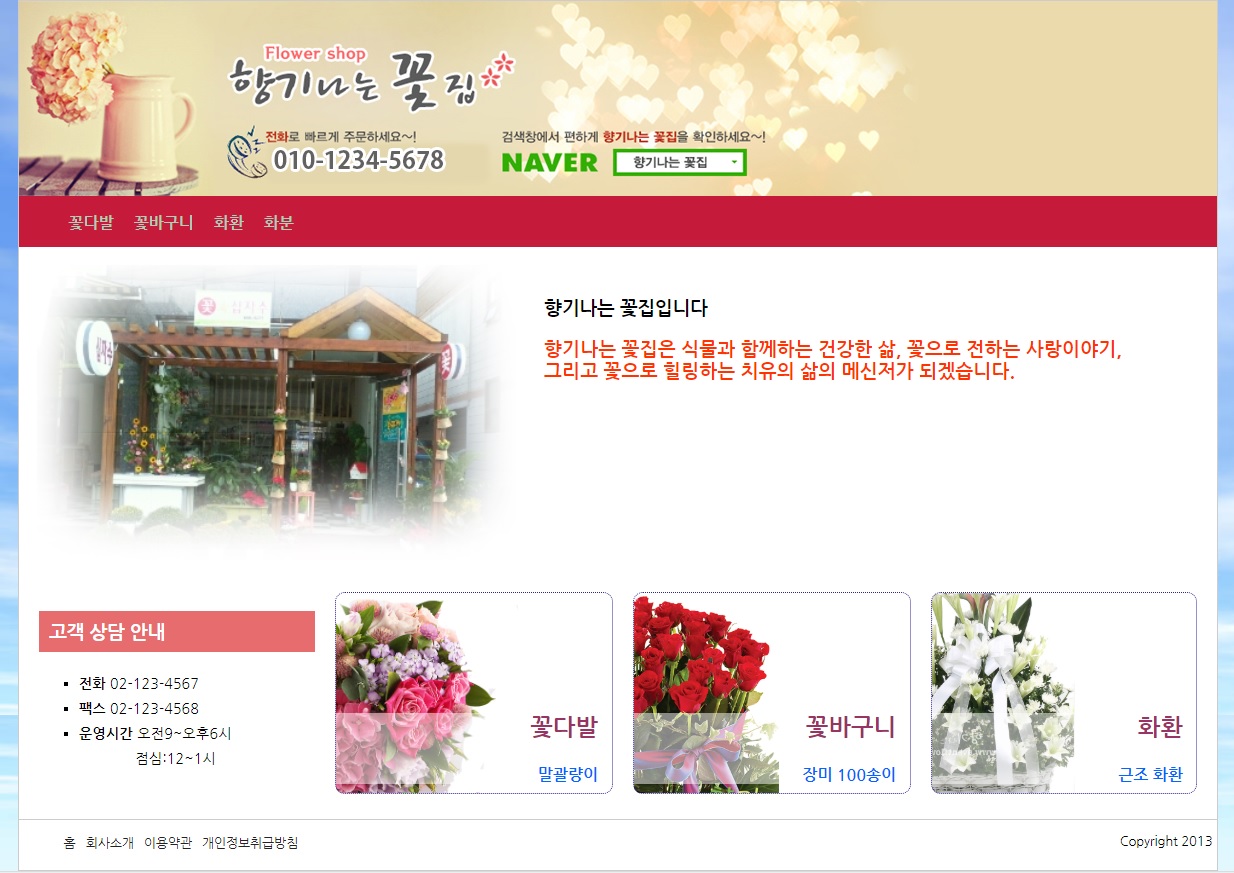 Flower shop
향기나는 꽃집
전화로 빠르게 주문하세요~!
010-1234-5678
검색창에서 편하게 향기나는 꽃집을 확인하세요~!
NAVER 향기나는 꽃집
꽃다발 꽃바구니 화환 화분
꽃
향기나는 꽃집입니다
향기나는 꽃집은 식물과 함께하는 건강한 삶, 꽃으로 전하는 사랑이야기,
그리고 꽃으로 힐링하는 치유의 삶의 메신저가 되겠습니다.
고객 상담 안내
전화 02-123-4567
팩스 02-123-4568
운영시간 오전9~오후6시
점심:12~1시
꽃다발
말괄량이
꽃바구니
장미 100송이
화환
근조 화환
홈 회사소개 이용약관 개인정보취급방침
Copyright 2013